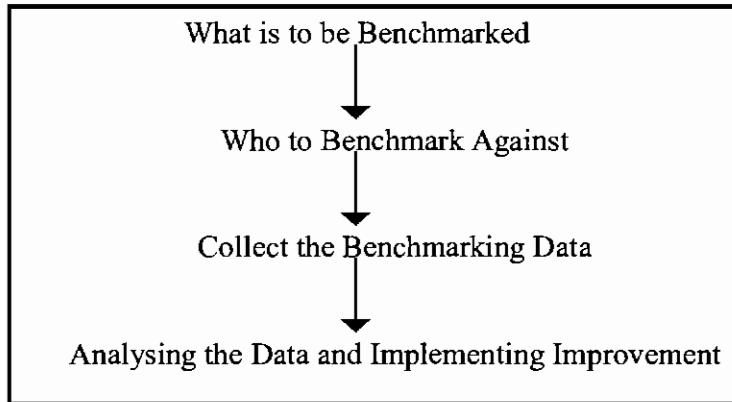 What is to be Benchmarked
Who to Benchmark Against
Collect the Benchmarking Data
Analysing the Data and Implementing Improvement